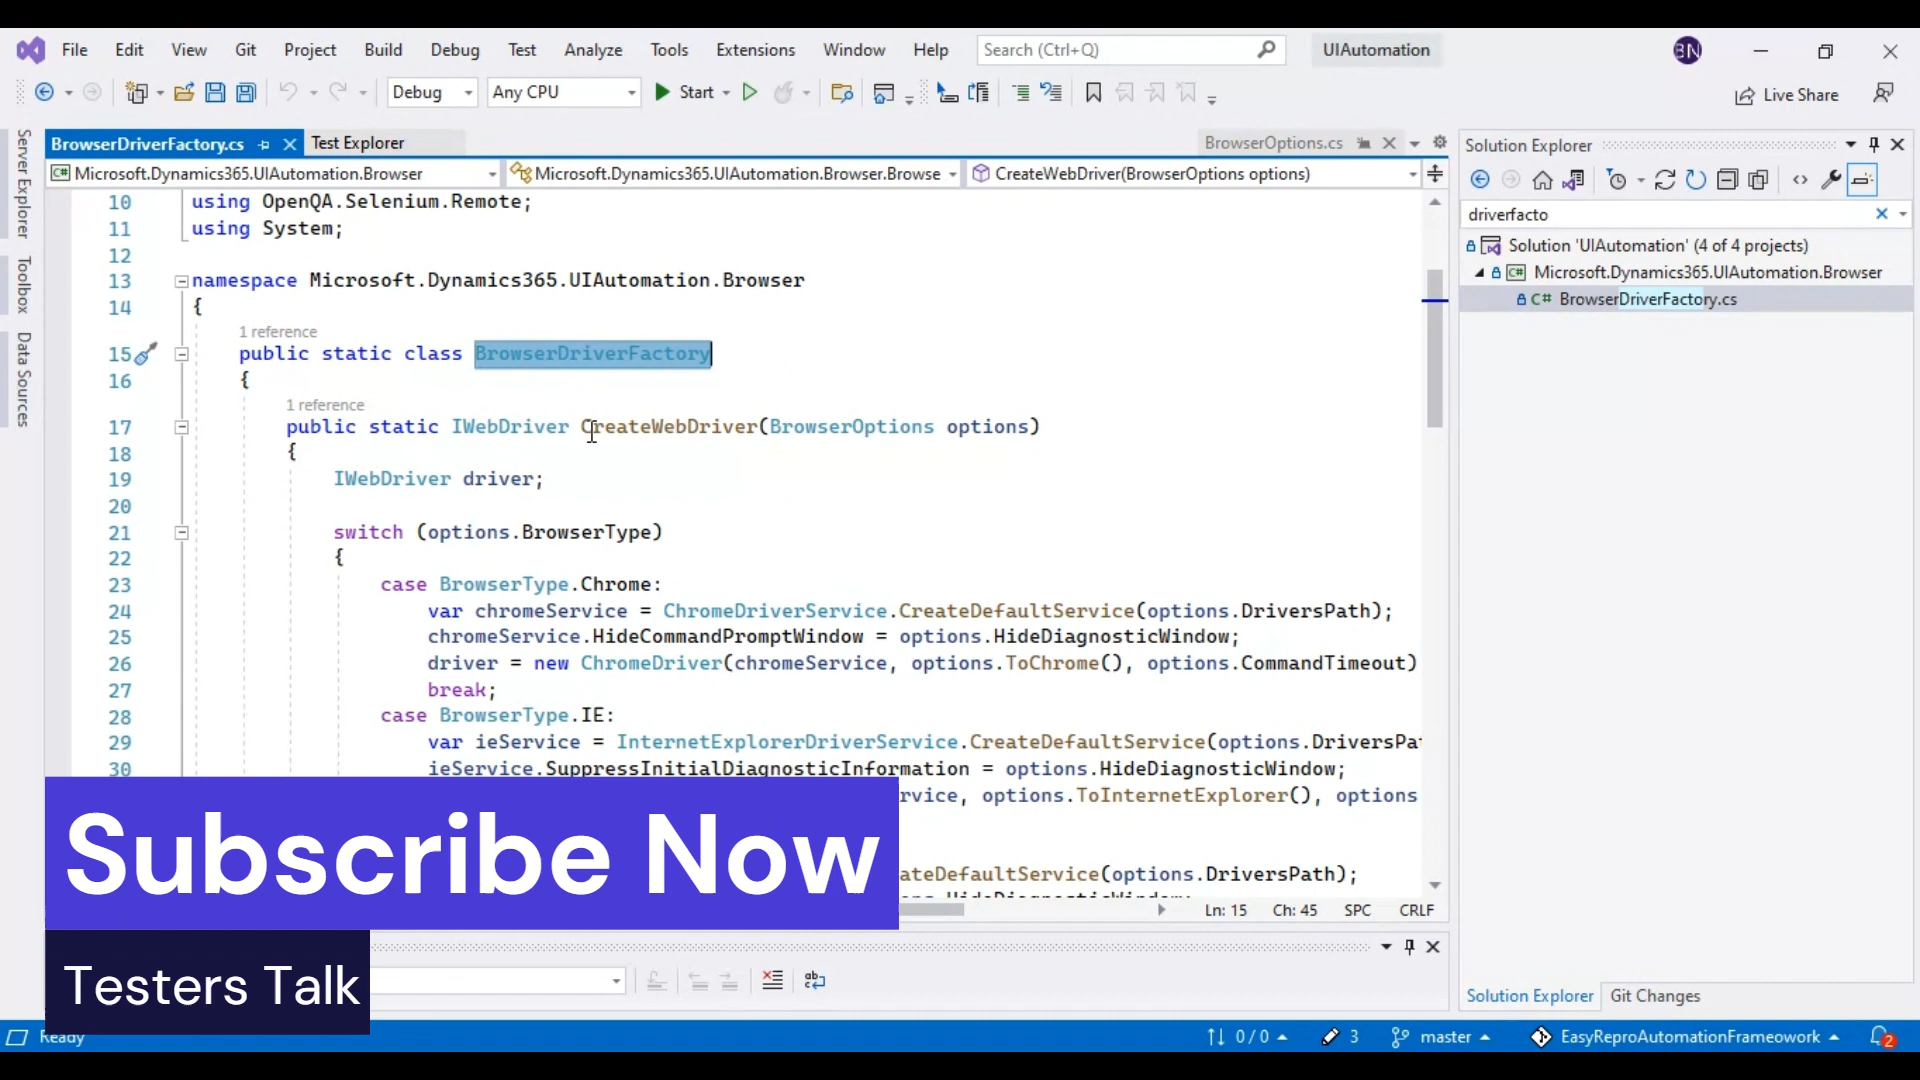 File Edit View Git Project Build Debug Test Analyze Tools Extensions Window Help Search (Ctrl+Q) UIAutomation BN
Debug Any CPU Start Live Share
Server Explorer
Toolbox
Data Sources
BrowserDriverFactory.cs Test Explorer BrowserOptions.cs
C# Microsoft.Dynamics365.UIAutomation.Browser Microsoft.Dynamics365.UIAutomation.Browser.Browse CreateWebDriver(BrowserOptions options)
10 using OpenQA.Selenium.Remote;
11 using System;
12
13 namespace Microsoft.Dynamics365.UIAutomation.Browser
14 {
1 reference
15 public static class BrowserDriverFactory
16 {
1 reference
17 public static IWebDriver CreateWebDriver(BrowserOptions options)
18 {
19 IWebDriver driver;
20
21 switch (options.BrowserType)
22 {
23 case BrowserType.Chrome:
24 var chromeService = ChromeDriverService.CreateDefaultService(options.DriversPath);
25 chromeService.HideCommandPromptWindow = options.HideDiagnosticWindow;
26 driver = new ChromeDriver(chromeService, options.ToChrome(), options.CommandTimeout)
27 break;
28 case BrowserType.IE:
29 var ieService = InternetExplorerDriverService.CreateDefaultService(options.DriversPa
30 ieService.SuppressInitialDiagnosticInformation = options.HideDiagnosticWindow;
rvice, options.ToInternetExplorer(), options
ateDefaultService(options.DriversPath);
Ln: 15 Ch: 45 SPC CRLF
Solution Explorer
driverfacto
Solution 'UIAutomation' (4 of 4 projects)
C# Microsoft.Dynamics365.UIAutomation.Browser
C# BrowserDriverFactory.cs
Solution Explorer Git Changes
Subscribe Now
Testers Talk
Ready 0 / 0 3 master EasyReproAutomationFrameowork 2